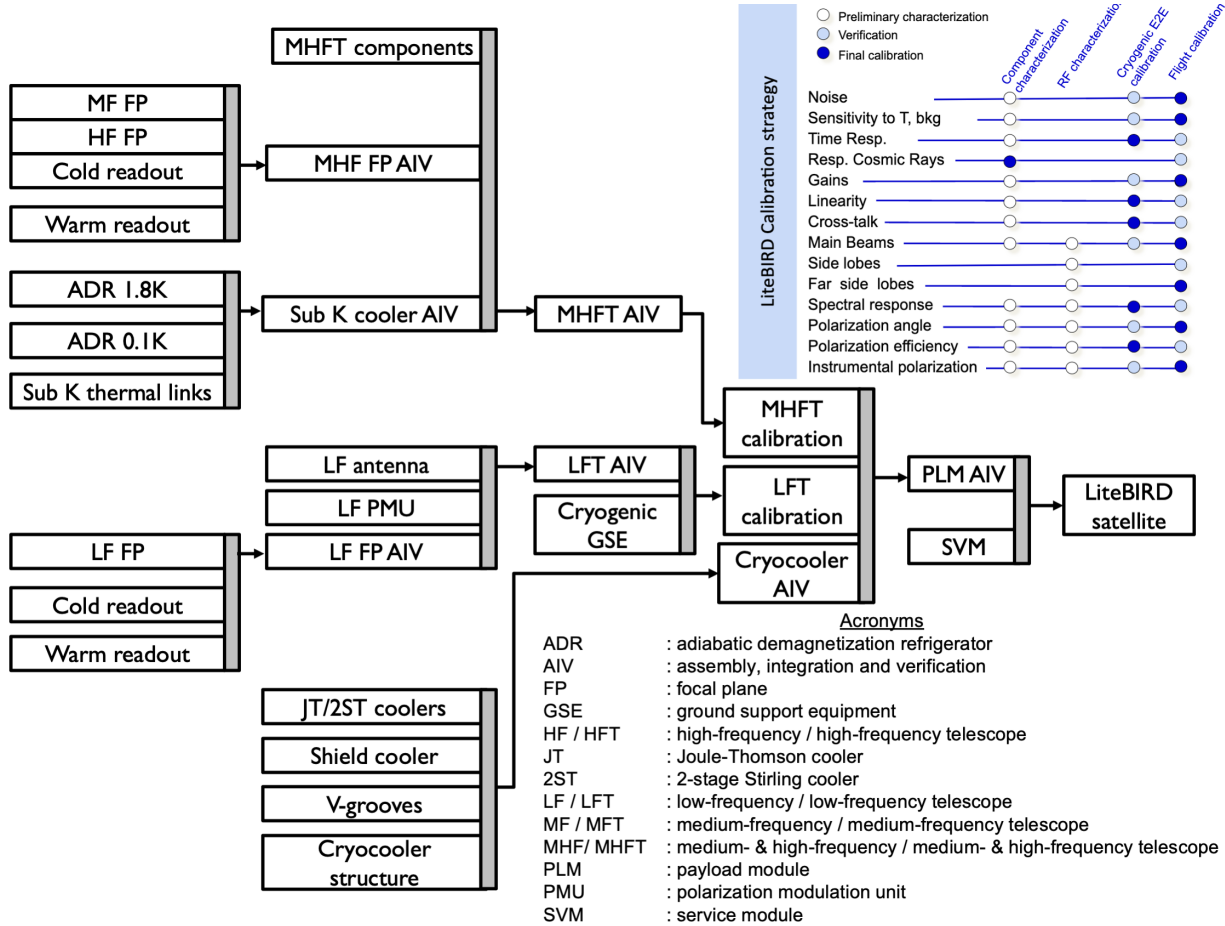 MHFT components
MF FP
HF FP
Cold readout
Warm readout
MHF FP AIV
ADR 1.8K
ADR 0.1K
Sub K thermal links
Sub K cooler AIV
MHFT AIV
LF antenna
LF PMU
LF FP AIV
LF FP
Cold readout
Warm readout
LFT AIV
Cryogenic
GSE
MHFT
calibration
LFT
calibration
Cryocooler
AIV
PLM AIV
SVM
LiteBIRD
satellite
JT/2ST coolers
Shield cooler
V-grooves
Cryocooler
structure
LiteBIRD Calibration strategy
Preliminary characterization
Verification
Final calibration
Component
characterization
RF characterization
Cryogenic E2E
calibration
Flight calibration
Noise
Sensitivity to T, bkg
Time Resp.
Resp. Cosmic Rays
Gains
Linearity
Cross-talk
Main Beams
Side lobes
Far side lobes
Spectral response
Polarization angle
Polarization efficiency
Instrumental polarization
Acronyms
ADR : adiabatic demagnetization refrigerator
AIV : assembly, integration and verification
FP : focal plane
GSE : ground support equipment
HF / HFT : high-frequency / high-frequency telescope
JT : Joule-Thomson cooler
2ST : 2-stage Stirling cooler
LF / LFT : low-frequency / low-frequency telescope
MF / MFT : medium-frequency / medium-frequency telescope
MHF/ MHFT : medium- & high-frequency / medium- & high-frequency telescope
PLM : payload module
PMU : polarization modulation unit
SVM : service module